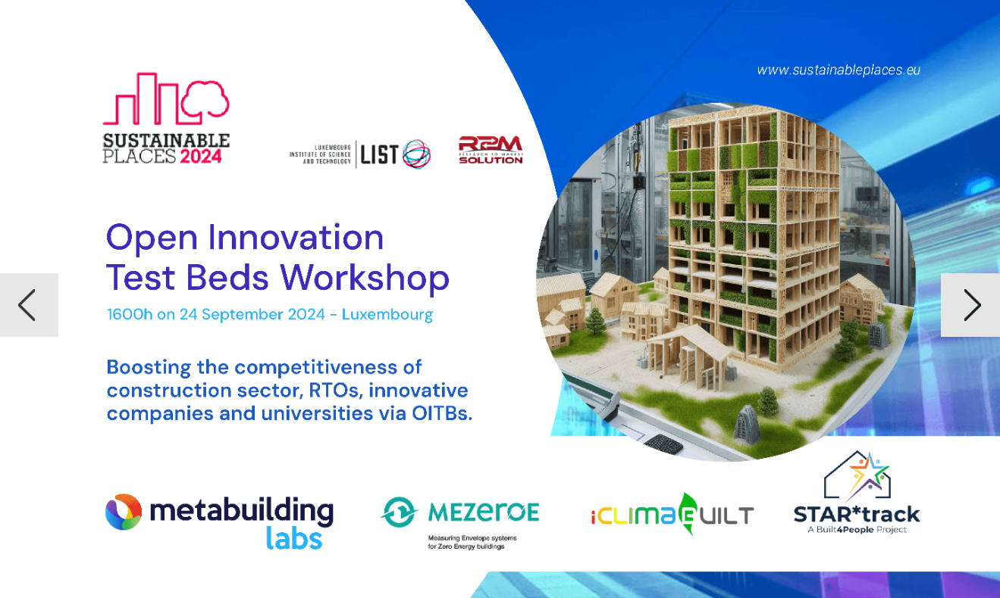 www.sustainableplaces.eu
SUSTAINABLE
PLACES 2024
LUXEMBOURG
INSTITUTE OF SCIENCE
AND TECHNOLOGY
LIST
R2M
RESEARCH TO MARKET
SOLUTION
Open Innovation
Test Beds Workshop
1600h on 24 September 2024 - Luxembourg
Boosting the competitiveness of
construction sector, RTOs, innovative
companies and universities via OITBs.
metabuilding
labs
MEZeroE
Measuring Envelope systems
for Zero Energy buildings
iCLIMABUILT
STAR*track
A Built4People Project